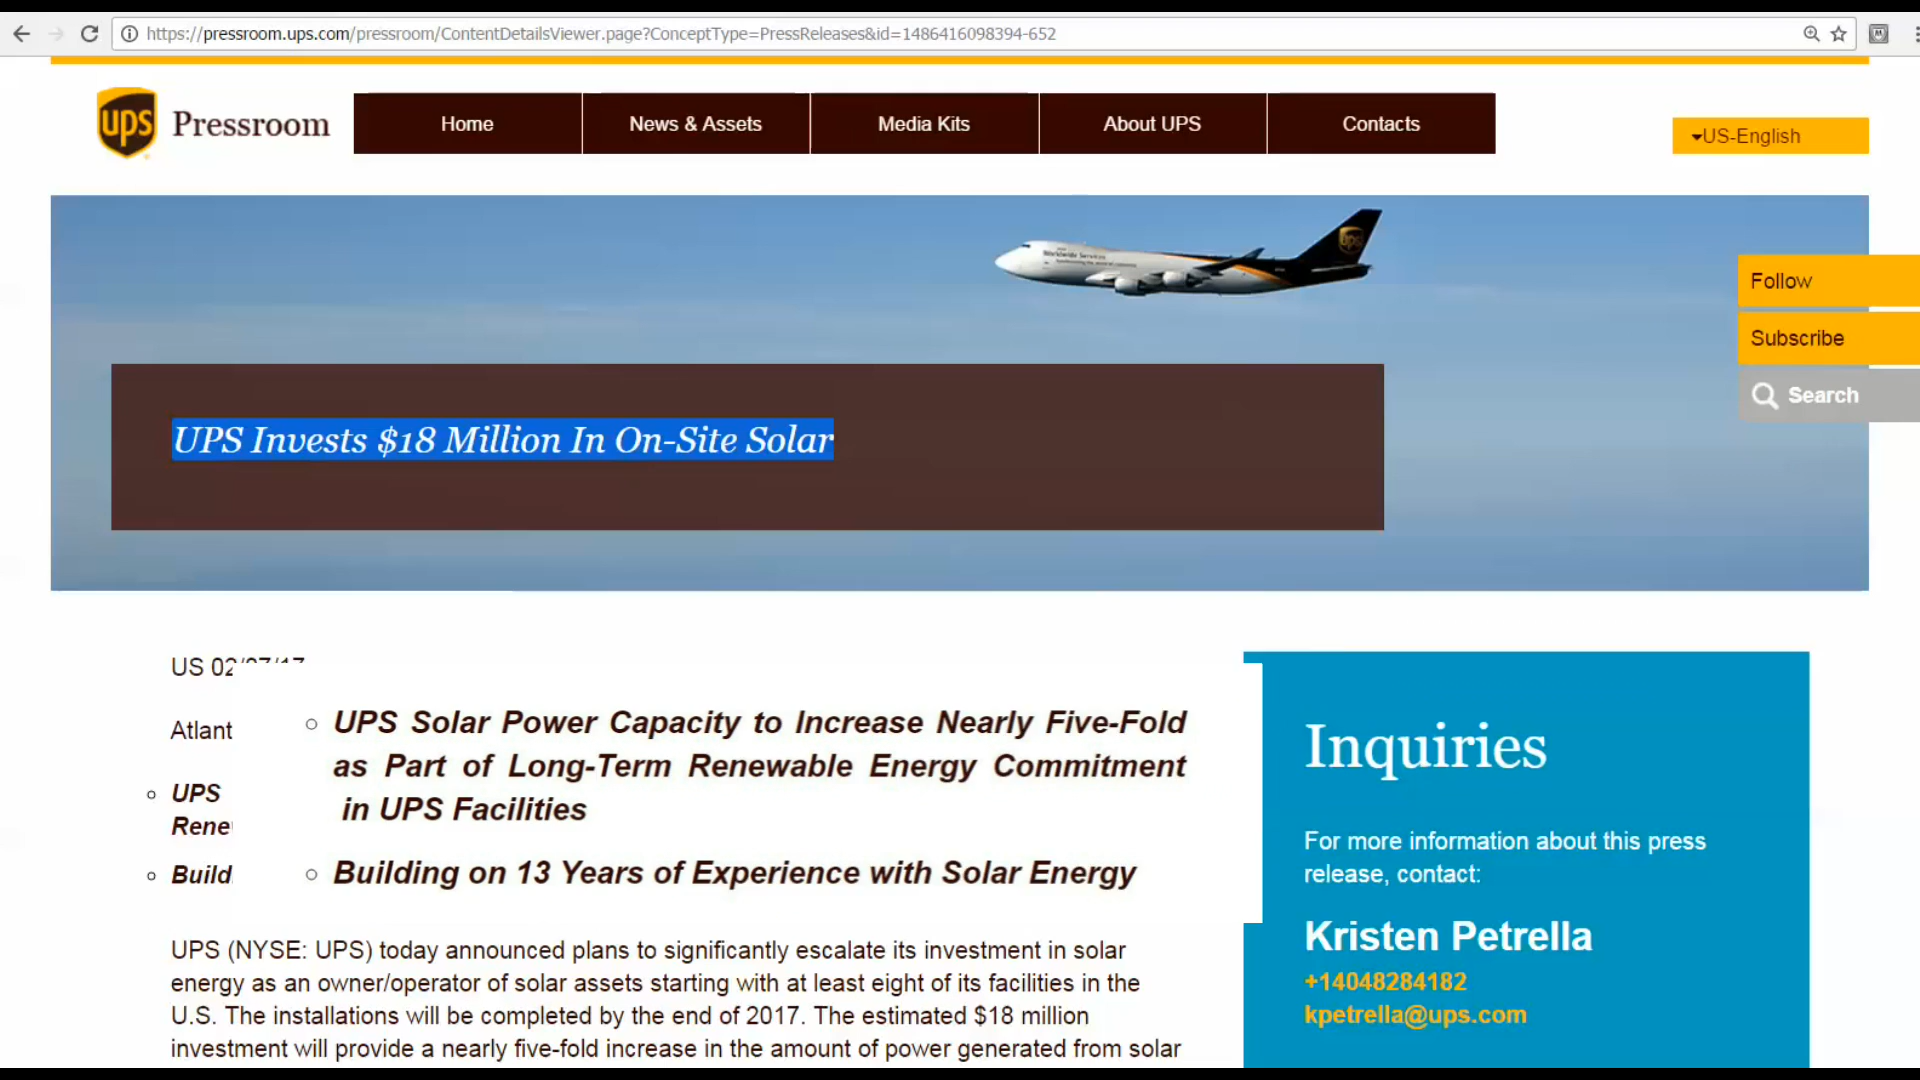 https://pressroom.ups.com/pressroom/ContentDetailsViewer.page?ConceptType=PressReleases&id=1486416098394-652
ups Pressroom
Home
News & Assets
Media Kits
About UPS
Contacts
US-English
ups
Follow
Subscribe
Search
UPS Invests $18 Million In On-Site Solar
US
Atlant
UPS
Rene
Build
UPS Solar Power Capacity to Increase Nearly Five-Fold
as Part of Long-Term Renewable Energy Commitment
in UPS Facilities
Building on 13 Years of Experience with Solar Energy
UPS (NYSE: UPS) today announced plans to significantly escalate its investment in solar
energy as an owner/operator of solar assets starting with at least eight of its facilities in the
U.S. The installations will be completed by the end of 2017. The estimated $18 million
investment will provide a nearly five-fold increase in the amount of power generated from solar
Inquiries
For more information about this press
release, contact:
Kristen Petrella
+14048284182
kpetrella@ups.com